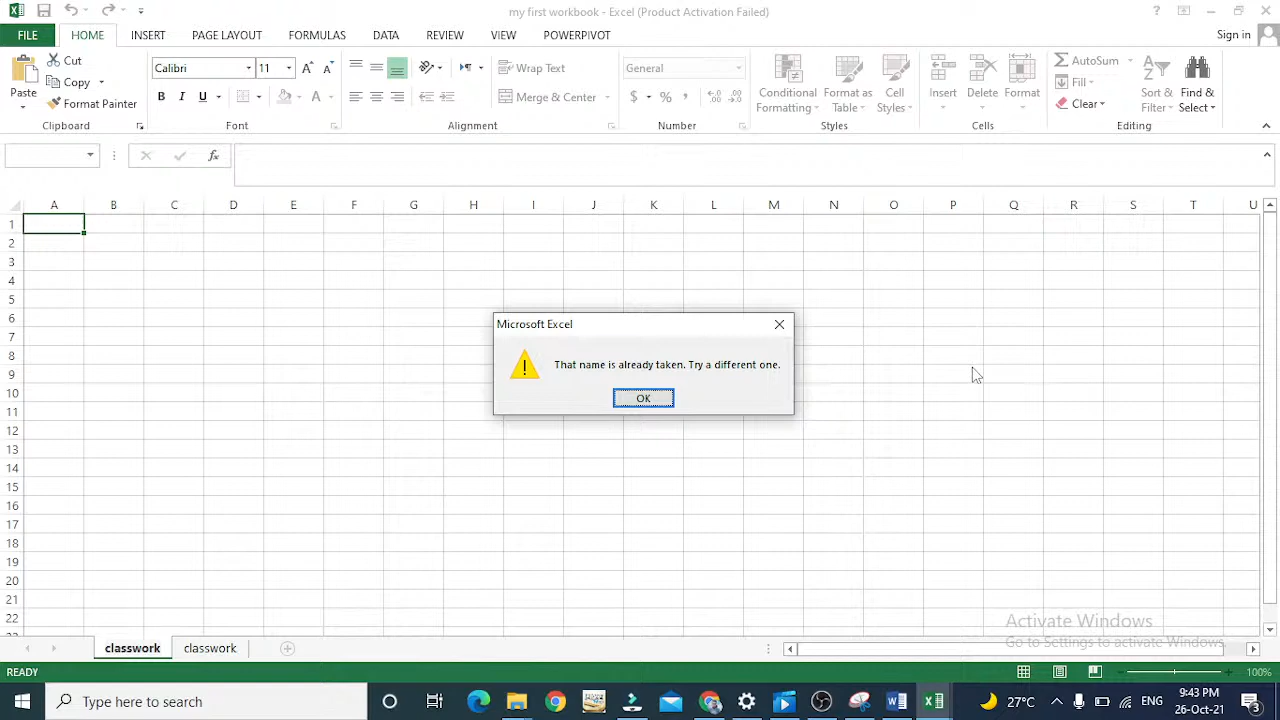 my first workbook - Excel (Product Activation Failed)
FILE HOME INSERT PAGE LAYOUT FORMULAS DATA REVIEW VIEW POWERPIVOT Sign in
Cut
Copy
Format Painter
Paste
Clipboard
Calibri 11
B I U A
Font
Wrap Text
Merge & Center
Alignment
General
$ % ,
Number
Conditional Formatting
Format as Table
Cell Styles
Styles
Insert Delete Format
Cells
AutoSum
Fill
Clear
Sort & Filter
Find & Select
Editing
fx
A B C D E F G H I J K L M N O P Q R S T U
1
2
3
4
5
6
7
8
9
10
11
12
13
14
15
16
17
18
19
20
21
22
Microsoft Excel
That name is already taken. Try a different one.
OK
Activate Windows
Go to Settings to activate Windows.
classwork classwork
READY 100%
Type here to search
27°C ENG
9:43 PM
26-Oct-21